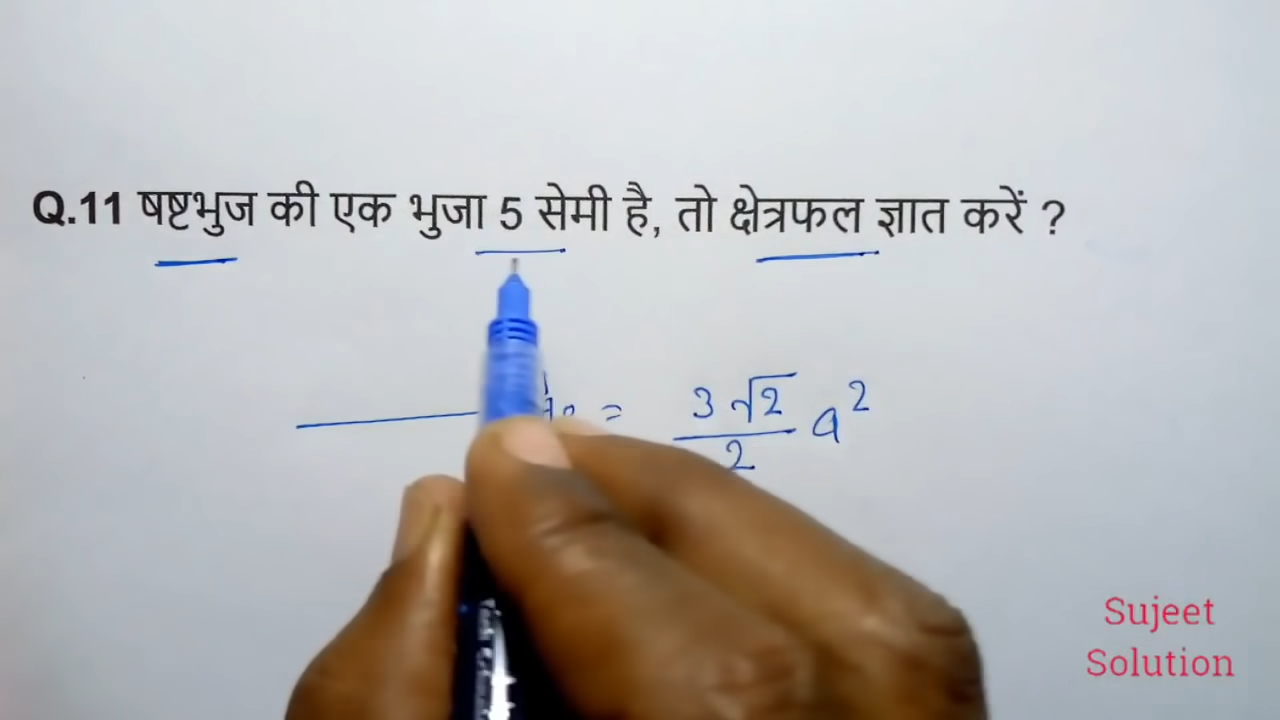 Q.11 षष्टभुज की एक भुजा 5 सेमी है, तो क्षेत्रफल ज्ञात करें ?
= 3√2/2 a²
Sujeet
Solution